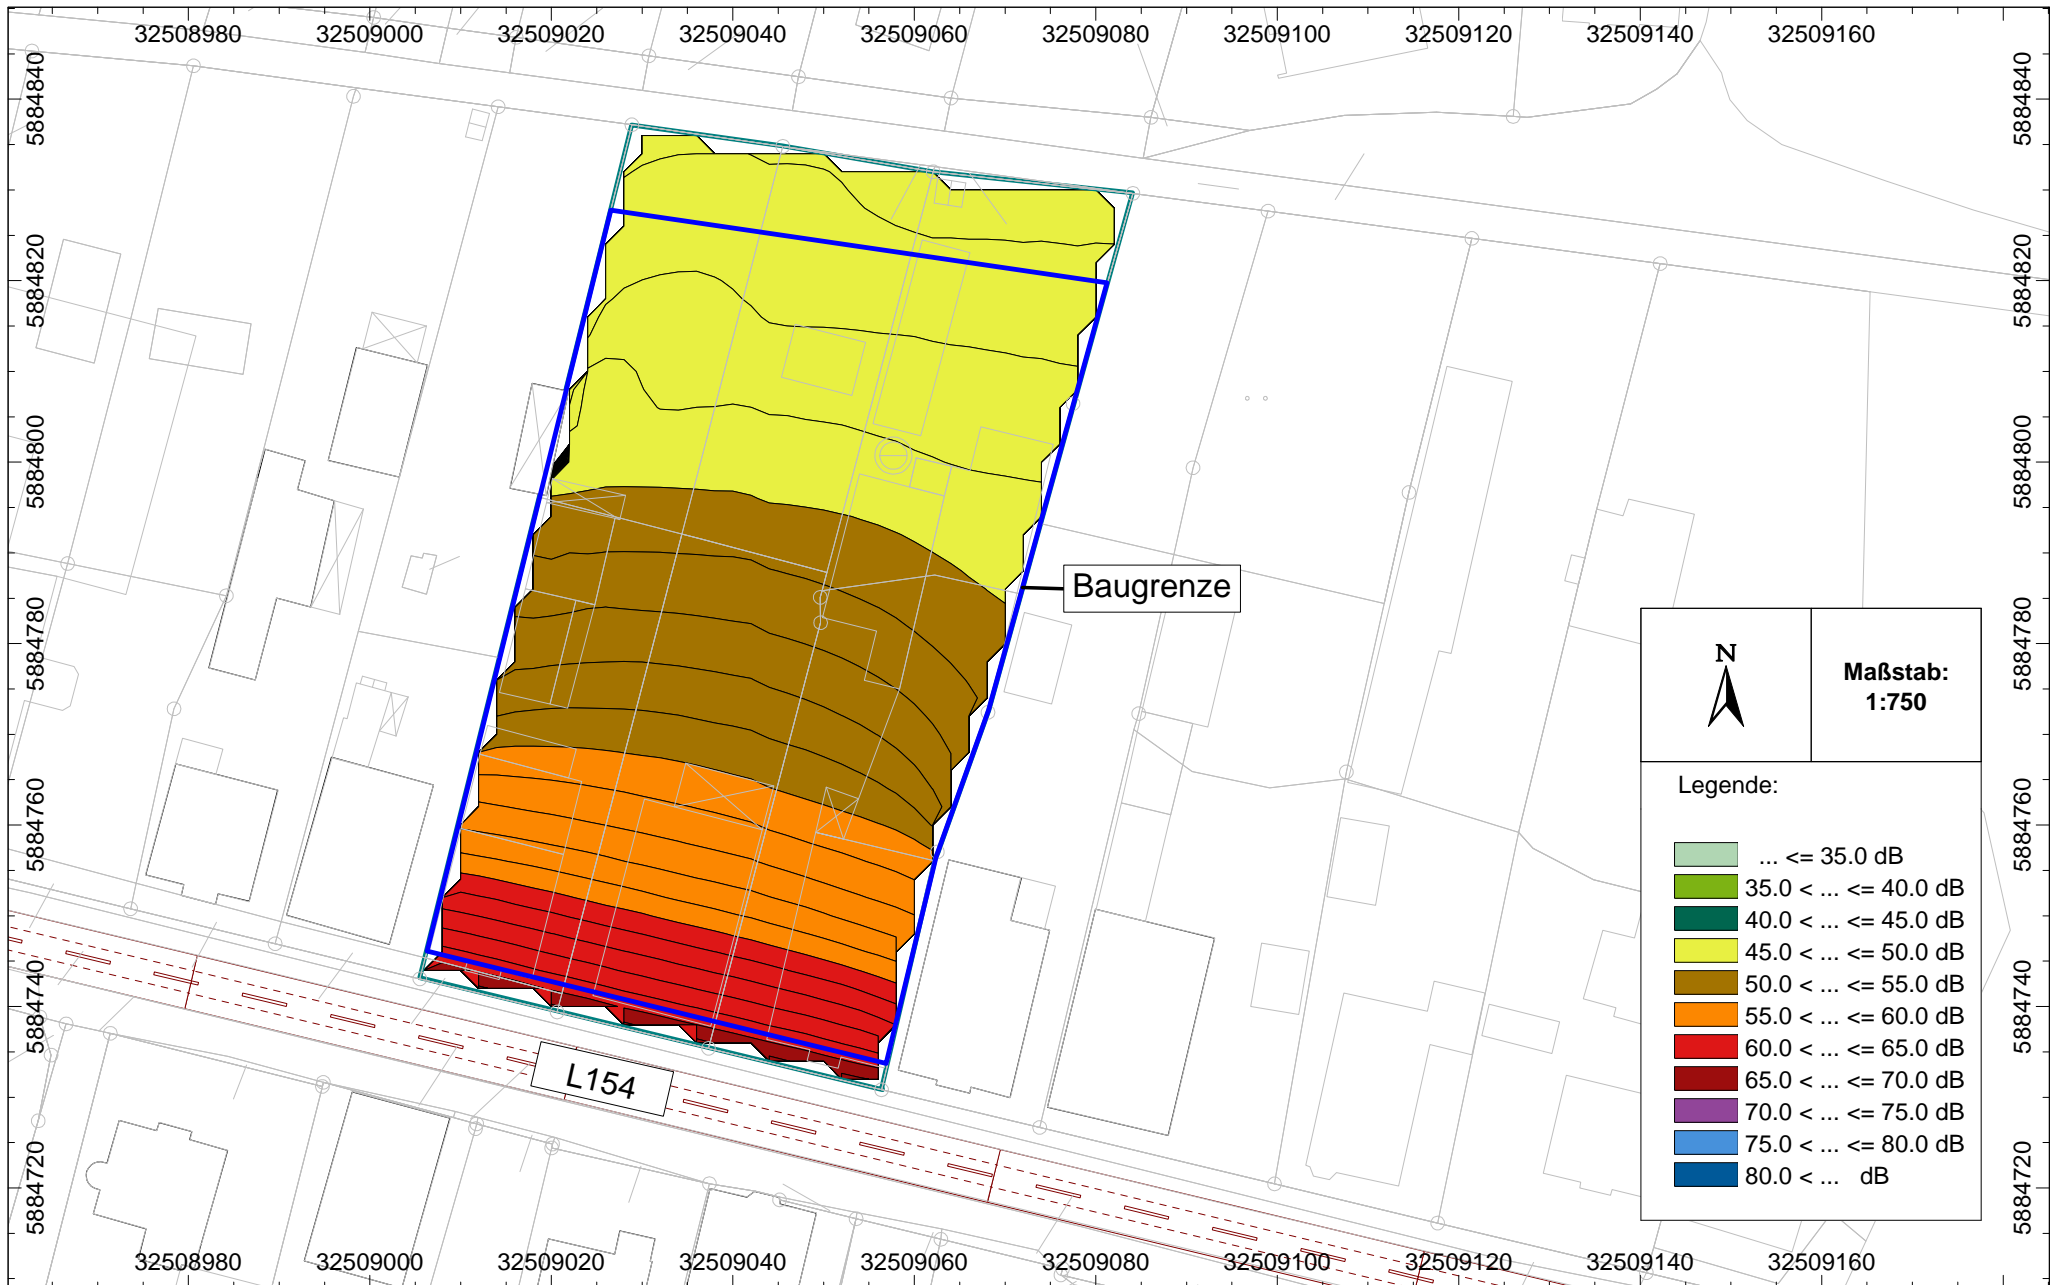 32508980 32509000 32509020 32509040 32509060 32509080 32509100 32509120 32509140 32509160
5884840 5884840
5884820 5884820
5884800 5884800
Baugrenze
5884780 5884780
N
Maßstab:
1:750
Legende:
5884760 5884760
... <= 35.0 dB
35.0 < ... <= 40.0 dB
40.0 < ... <= 45.0 dB
45.0 < ... <= 50.0 dB
50.0 < ... <= 55.0 dB
5884740 5884740
55.0 < ... <= 60.0 dB
60.0 < ... <= 65.0 dB
L154
65.0 < ... <= 70.0 dB
70.0 < ... <= 75.0 dB
75.0 < ... <= 80.0 dB
80.0 < ... dB
5884720 5884720
32508980 32509000 32509020 32509040 32509060 32509080 32509100 32509120 32509140 32509160